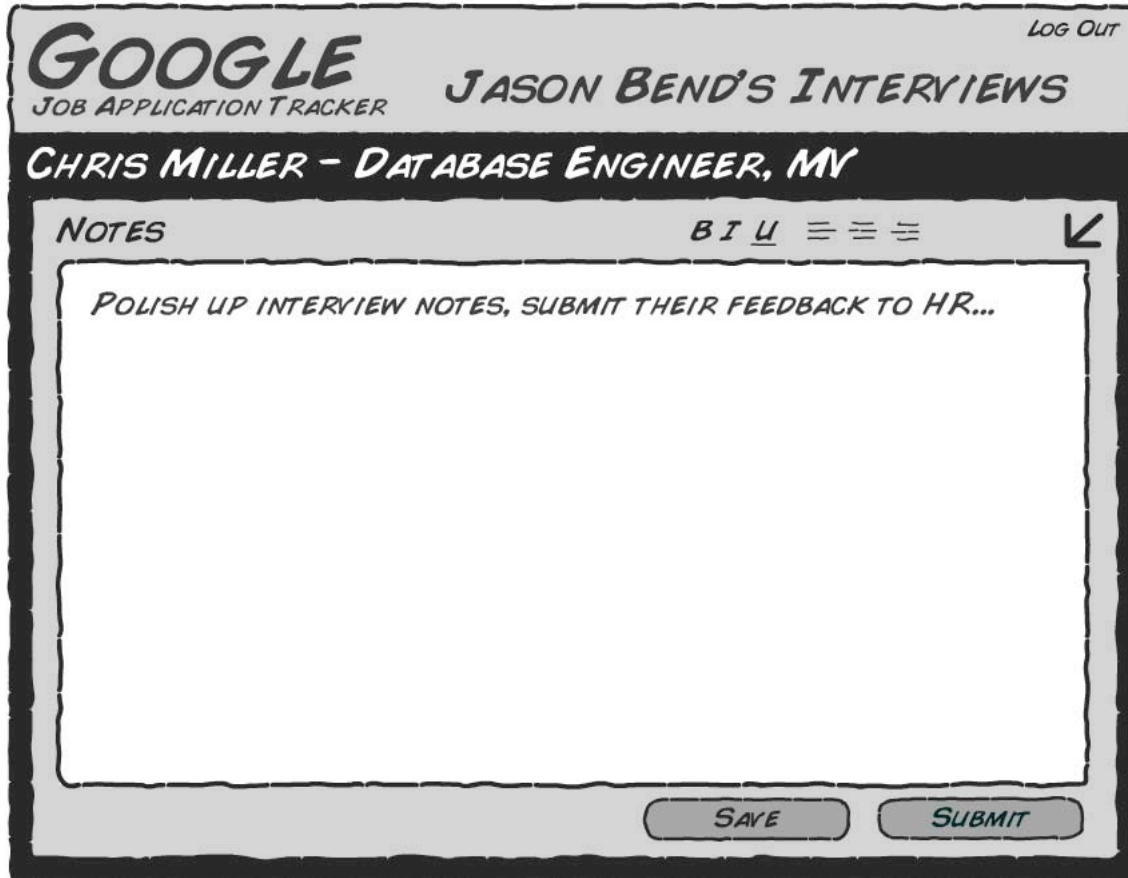 Log Out
Google
Job Application Tracker
Jason Bend's Interviews
Chris Miller - Database Engineer, MV
Notes
B I U
Polish up interview notes, submit their feedback to HR...
Save
Submit